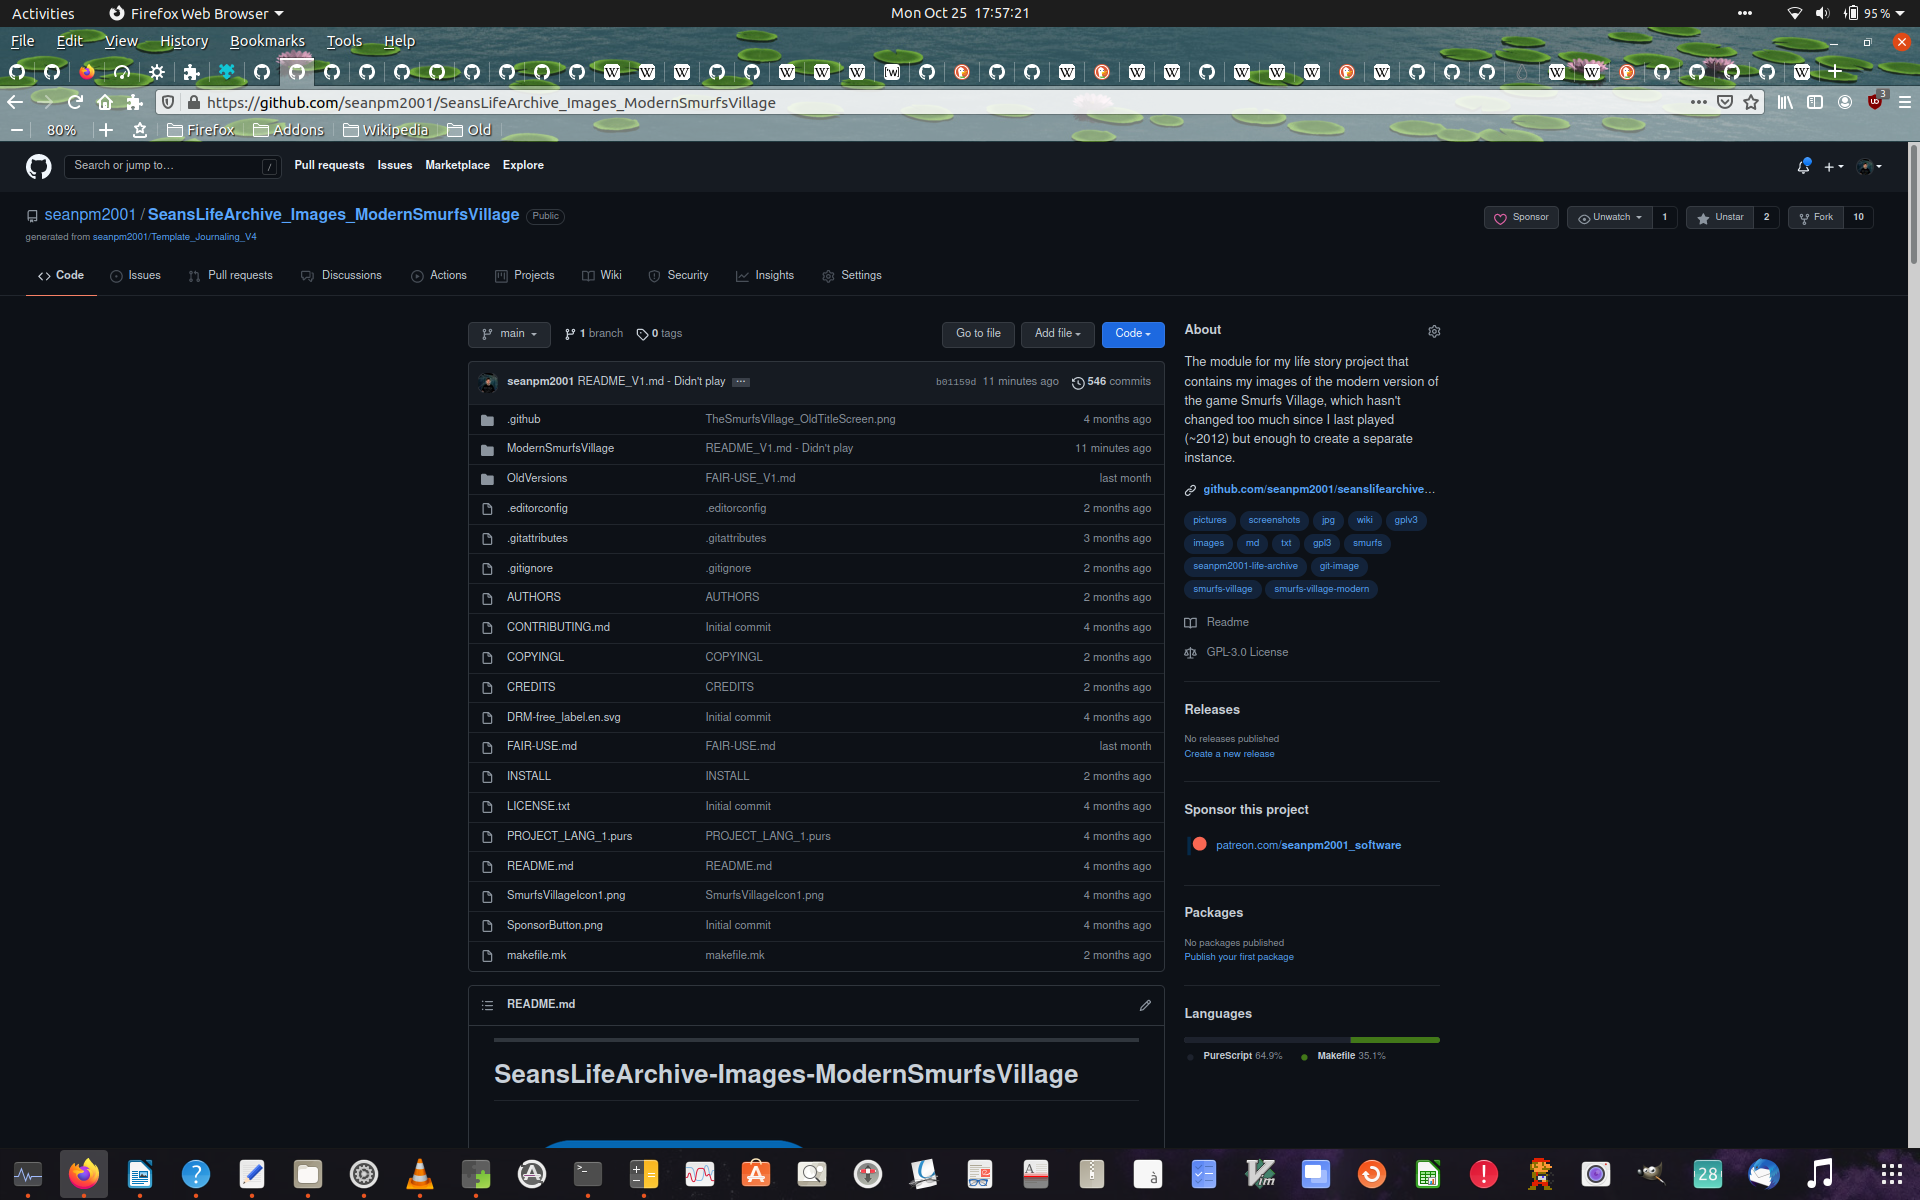 Activities Firefox Web Browser Mon Oct 25 17:57:21 95 %
File Edit View History Bookmarks Tools Help
https://github.com/seanpm2001/SeansLifeArchive_Images_ModernSmurfsVillage 3
80% Firefox Addons Wikipedia Old
Search or jump to... / Pull requests Issues Marketplace Explore
seanpm2001 / SeansLifeArchive_Images_ModernSmurfsVillage Public Sponsor Unwatch 1 Unstar 2 Fork 10
generated from seanpm2001/Template_Journaling_V4
Code Issues Pull requests Discussions Actions Projects Wiki Security Insights Settings
main 1 branch 0 tags Go to file Add file Code
seanpm2001 README_V1.md - Didn't play ... b01159d 11 minutes ago 546 commits
.github TheSmurfsVillage_OldTitleScreen.png 4 months ago
ModernSmurfsVillage README_V1.md - Didn't play 11 minutes ago
OldVersions FAIR-USE_V1.md last month
.editorconfig .editorconfig 2 months ago
.gitattributes .gitattributes 3 months ago
.gitignore .gitignore 2 months ago
AUTHORS AUTHORS 2 months ago
CONTRIBUTING.md Initial commit 4 months ago
COPYINGL COPYINGL 2 months ago
CREDITS CREDITS 2 months ago
DRM-free_label.en.svg Initial commit 4 months ago
FAIR-USE.md FAIR-USE.md last month
INSTALL INSTALL 2 months ago
LICENSE.txt Initial commit 4 months ago
PROJECT_LANG_1.purs PROJECT_LANG_1.purs 4 months ago
README.md README.md 4 months ago
SmurfsVillageIcon1.png SmurfsVillageIcon1.png 4 months ago
SponsorButton.png Initial commit 4 months ago
makefile.mk makefile.mk 2 months ago
README.md
SeansLifeArchive-Images-ModernSmurfsVillage
About
The module for my life story project that
contains my images of the modern version of
the game Smurfs Village, which hasn't
changed too much since I last played
(~2012) but enough to create a separate
instance.
github.com/seanpm2001/seanslifearchive...
pictures screenshots jpg wiki gplv3
images md txt gpl3 smurfs
seanpm2001-life-archive git-image
smurfs-village smurfs-village-modern
Readme
GPL-3.0 License
Releases
No releases published
Create a new release
Sponsor this project
patreon.com/seanpm2001_software
Packages
No packages published
Publish your first package
Languages
PureScript 64.9% Makefile 35.1%
28